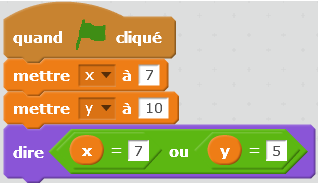 quand cliqué
mettre x à 7
mettre y à 10
dire x = 7 ou y = 5